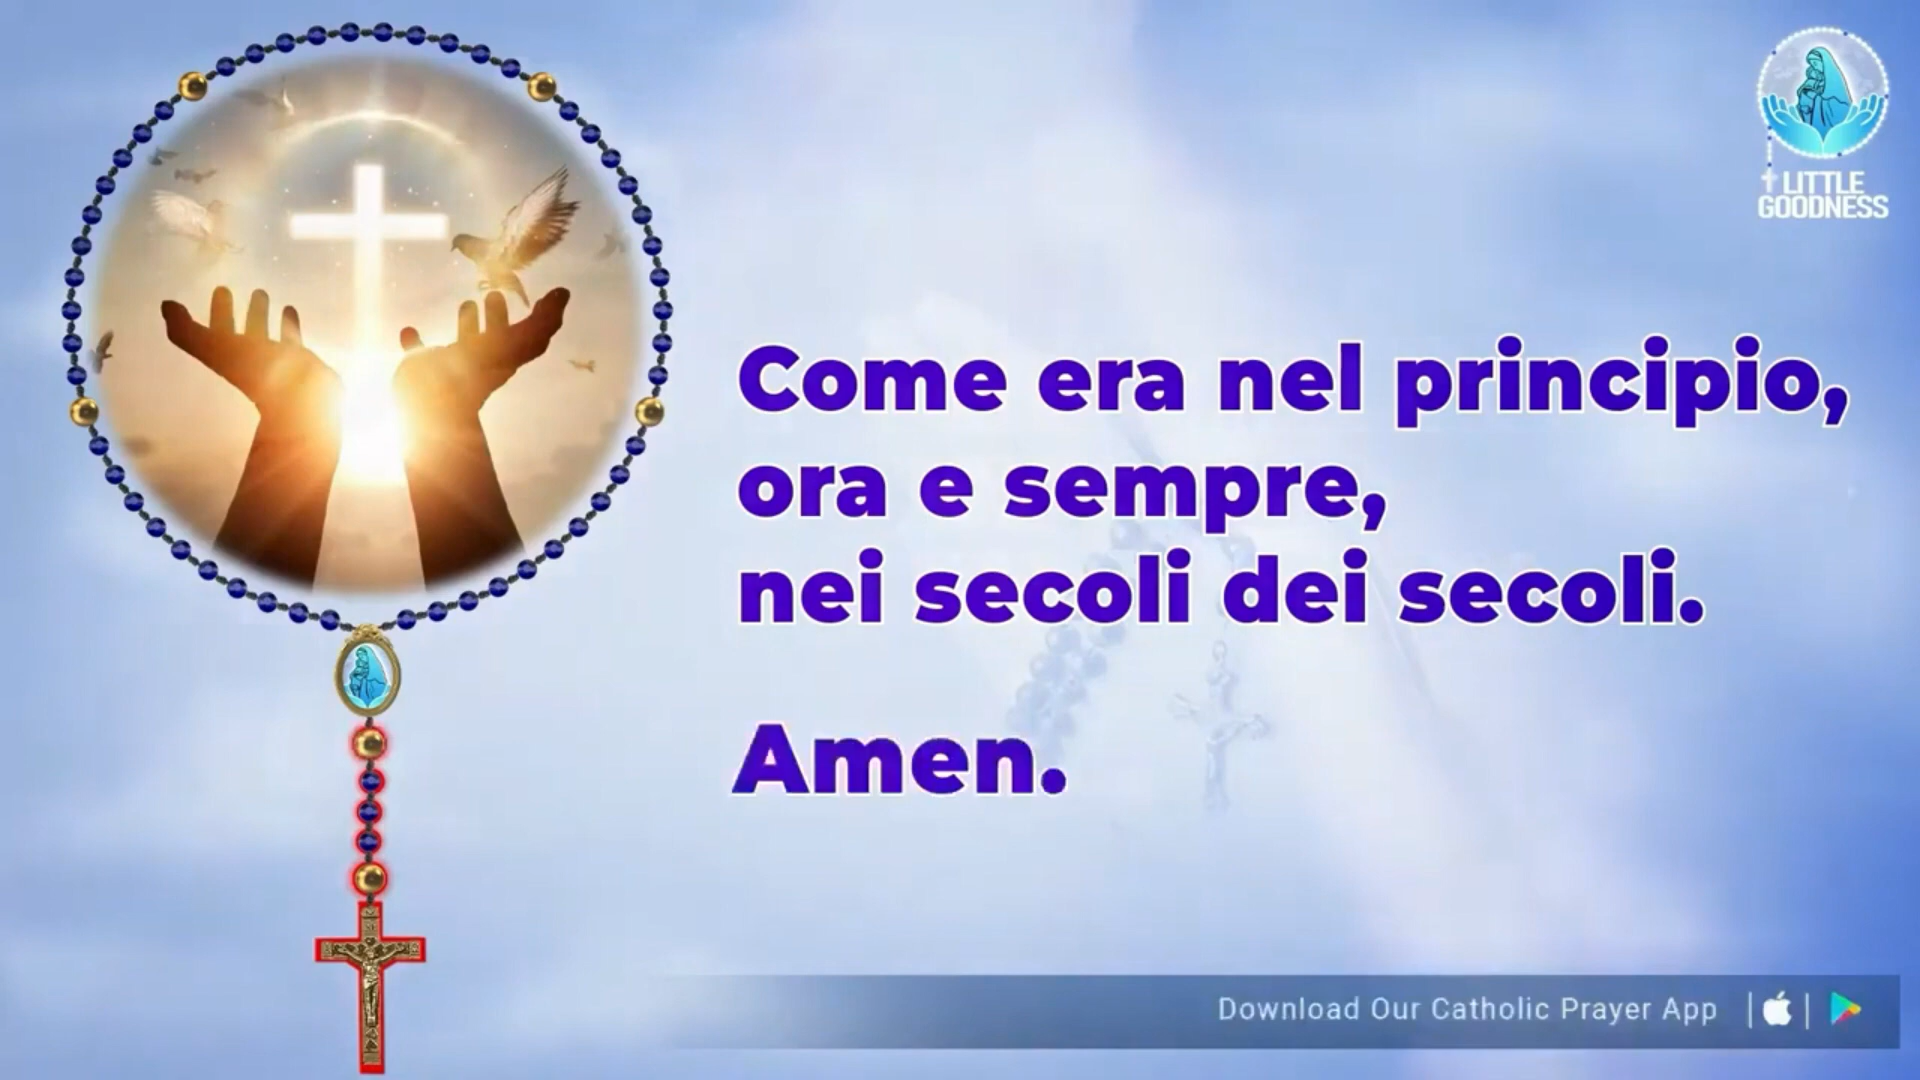 LITTLE
GOODNESS
Come era nel principio,
ora e sempre,
nei secoli dei secoli.
Amen.
Download Our Catholic Prayer App